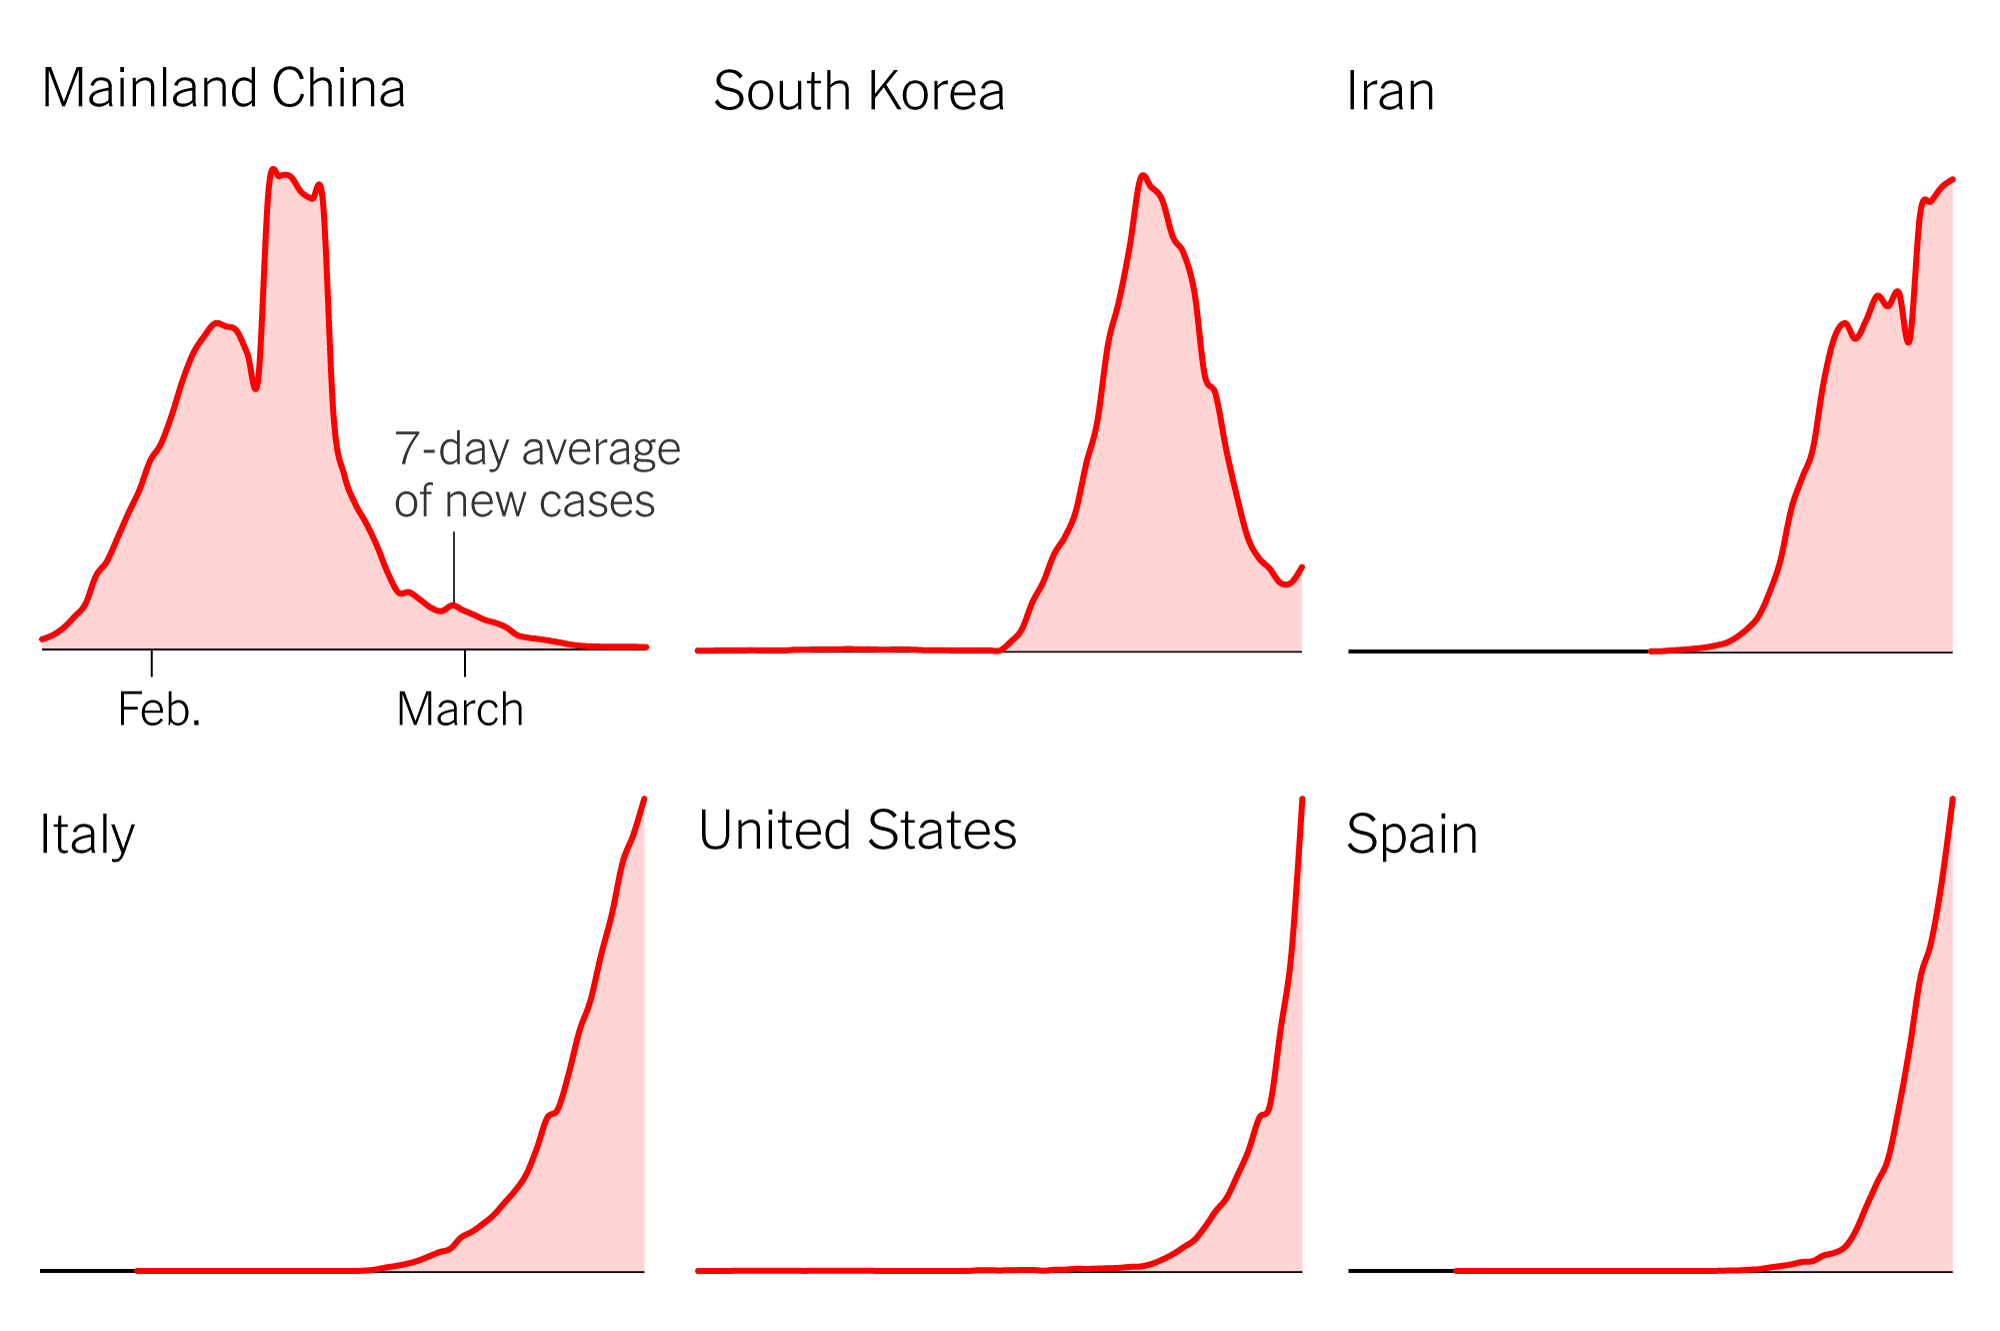 Mainland China
South Korea
Iran
7-day average
of new cases
Feb.
March
Italy
United States
Spain